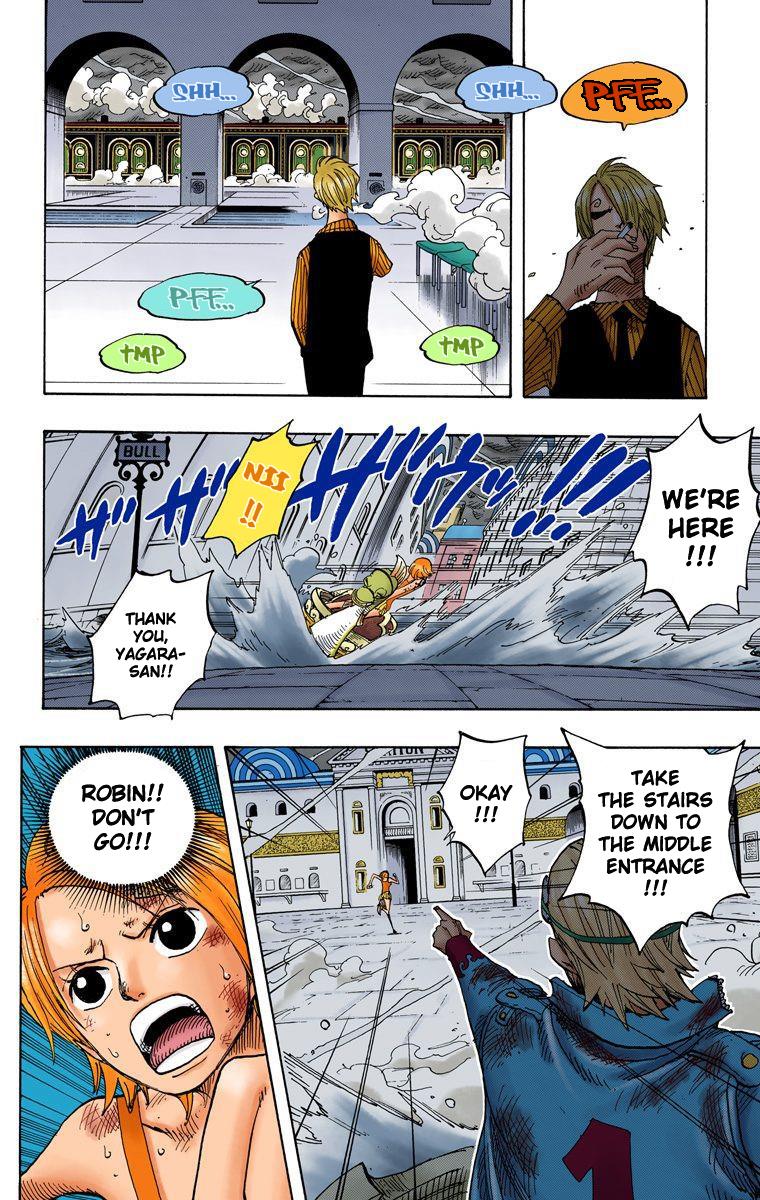 PFF...
SHH...
SHH...
PFF...
TMP
TMP
WE'RE
HERE
!!!
ザザザザザッ!!!
NII
!!
BULL
THANK
YOU,
YAGARA-
SAN!!
TAKE
THE STAIRS
DOWN TO
THE MIDDLE
ENTRANCE
!!!
OKAY
!!!
1
ROBIN!!
DON'T
GO!!!